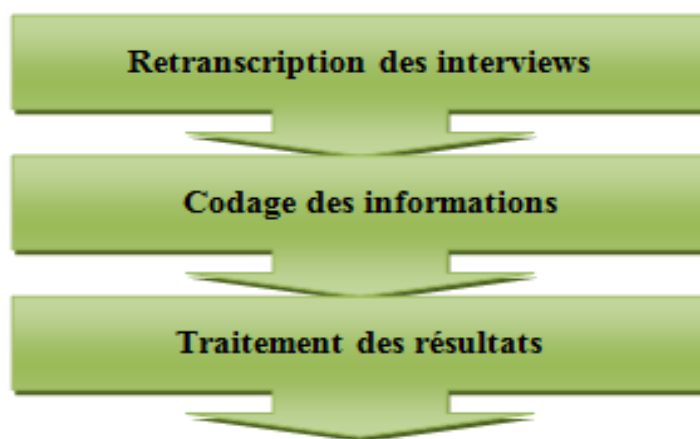 Retranscription des interviews
Codage des informations
Traitement des résultats